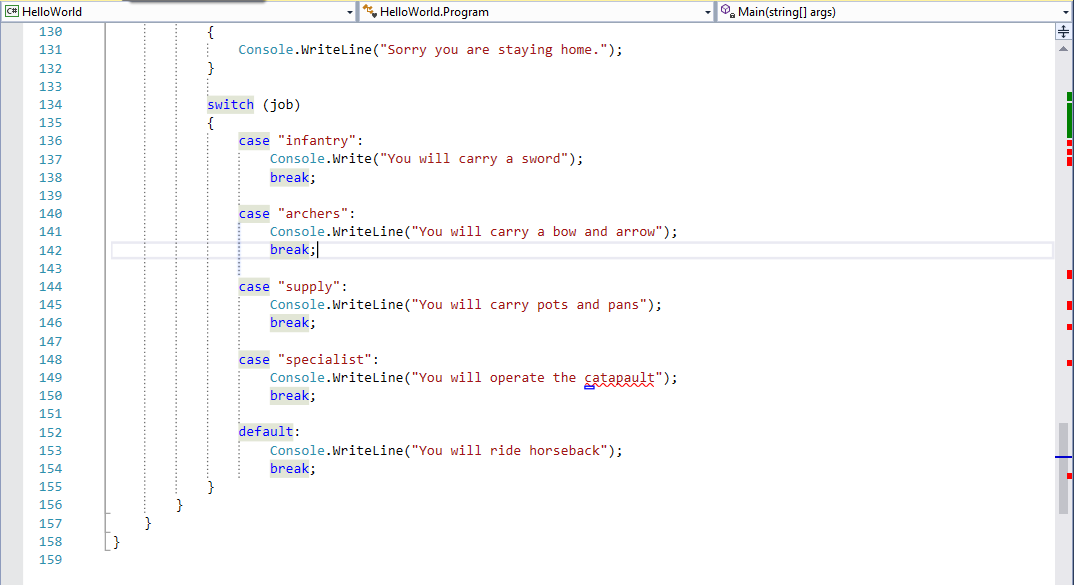 C# HelloWorld HelloWorld.Program Main(string[] args)
130 {
131 Console.WriteLine("Sorry you are staying home.");
132 }
133
134 switch (job)
135 {
136 case "infantry":
137 Console.Write("You will carry a sword");
138 break;
139
140 case "archers":
141 Console.WriteLine("You will carry a bow and arrow");
142 break;
143
144 case "supply":
145 Console.WriteLine("You will carry pots and pans");
146 break;
147
148 case "specialist":
149 Console.WriteLine("You will operate the catapault");
150 break;
151
152 default:
153 Console.WriteLine("You will ride horseback");
154 break;
155 }
156 }
157 }
158 }
159